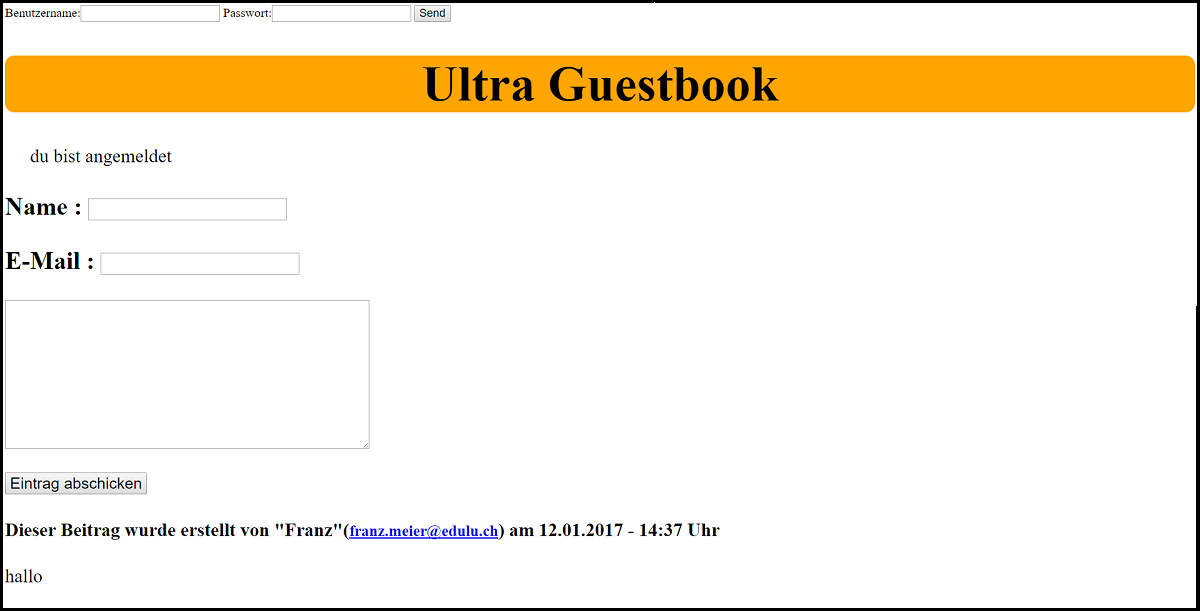 Benutzername: Passwort: Send
Ultra Guestbook
du bist angemeldet
Name :
E-Mail :
Eintrag abschicken
Dieser Beitrag wurde erstellt von "Franz"(franz.meier@edulu.ch) am 12.01.2017 - 14:37 Uhr
hallo